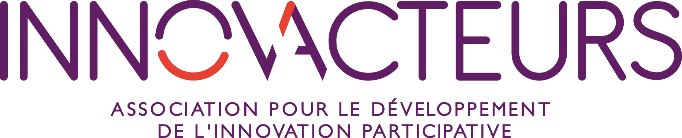 INNOVACTEURS
ASSOCIATION POUR LE DÉVELOPPEMENT
DE L'INNOVATION PARTICIPATIVE